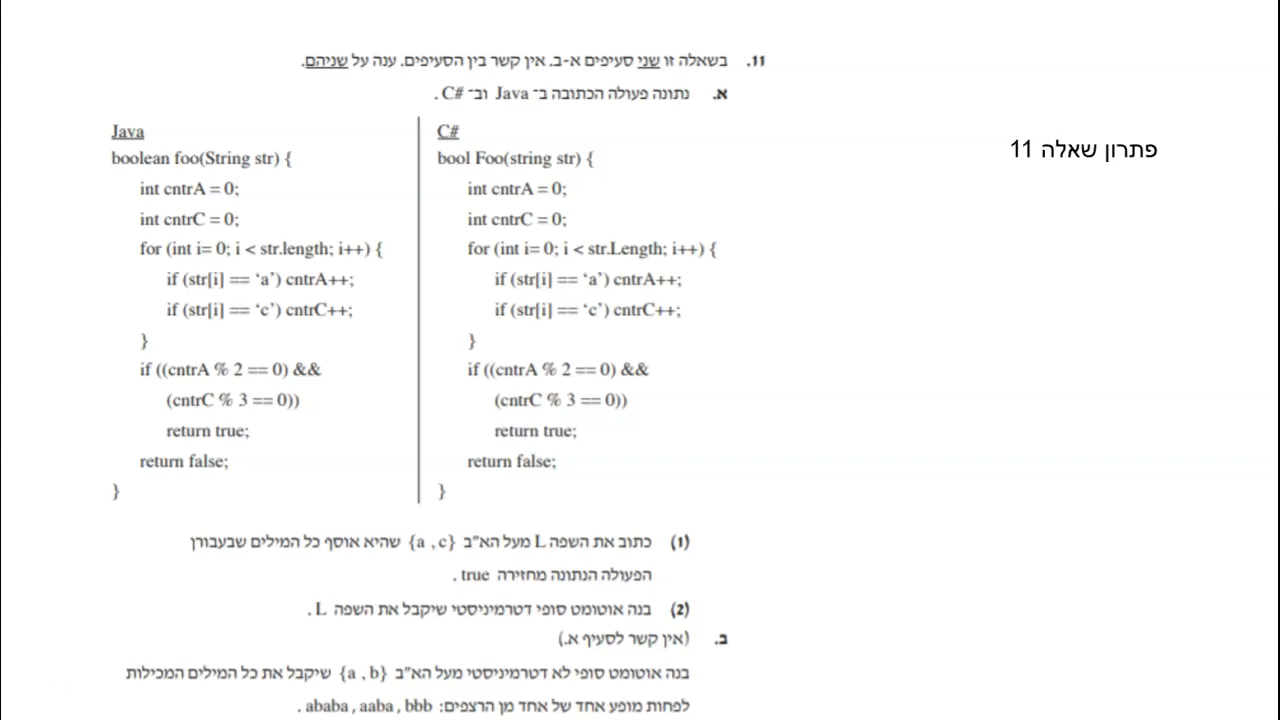 11. בשאלה זו שני סעיפים א-ב. אין קשר בין הסעיפים. ענה על שניהם.
א. נתונה פעולה הכתובה ב־ Java וב־ C# .
פתרון שאלה 11
Java
boolean foo(String str) {
int cntrA = 0;
int cntrC = 0;
for (int i= 0; i < str.length; i++) {
if (str[i] == ‘a’) cntrA++;
if (str[i] == ‘c’) cntrC++;
}
if ((cntrA % 2 == 0) &&
(cntrC % 3 == 0))
return true;
return false;
}
C#
bool Foo(string str) {
int cntrA = 0;
int cntrC = 0;
for (int i= 0; i < str.Length; i++) {
if (str[i] == ‘a’) cntrA++;
if (str[i] == ‘c’) cntrC++;
}
if ((cntrA % 2 == 0) &&
(cntrC % 3 == 0))
return true;
return false;
}
(1) כתוב את השפה L מעל הא״ב {a , c} שהיא אוסף כל המילים שבעבורן
הפעולה הנתונה מחזירה true .
(2) בנה אוטומט סופי דטרמיניסטי שיקבל את השפה L .
ב. (אין קשר לסעיף א.)
בנה אוטומט סופי לא דטרמיניסטי מעל הא״ב {a , b} שיקבל את כל המילים המכילות
לפחות מופע אחד של אחד מן הרצפים: ababa , aaba , bbb .